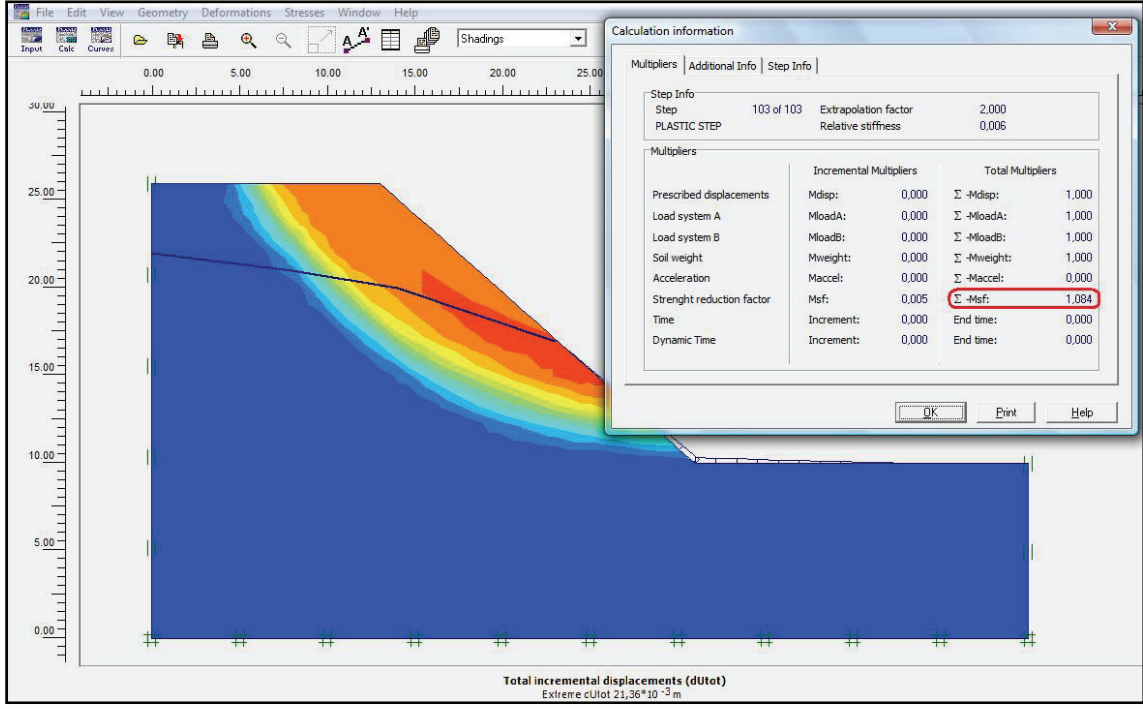 File Edit View Geometry Deformations Stresses Window Help
Input Calc Curves
Shadings
0.00 5.00 10.00 15.00 20.00 25.00
30.00
25.00
20.00
15.00
10.00
5.00
0.00
Calculation information
Multipliers Additional Info Step Info
Step Info
Step 103 of 103 Extrapolation factor 2,000
PLASTIC STEP Relative stiffness 0,006
Multipliers
Incremental Multipliers Total Multipliers
Prescribed displacements Mdisp: 0,000 Σ -Mdisp: 1,000
Load system A MloadA: 0,000 Σ -MloadA: 1,000
Load system B MloadB: 0,000 Σ -MloadB: 1,000
Soil weight Mweight: 0,000 Σ -Mweight: 1,000
Acceleration Maccel: 0,000 Σ -Maccel: 0,000
Strenght reduction factor Msf: 0,005 Σ -Msf: 1,084
Time Increment: 0,000 End time: 0,000
Dynamic Time Increment: 0,000 End time: 0,000
OK Print Help
Total incremental displacements (dUtot)
Extreme dUtot 21,36*10 -3 m